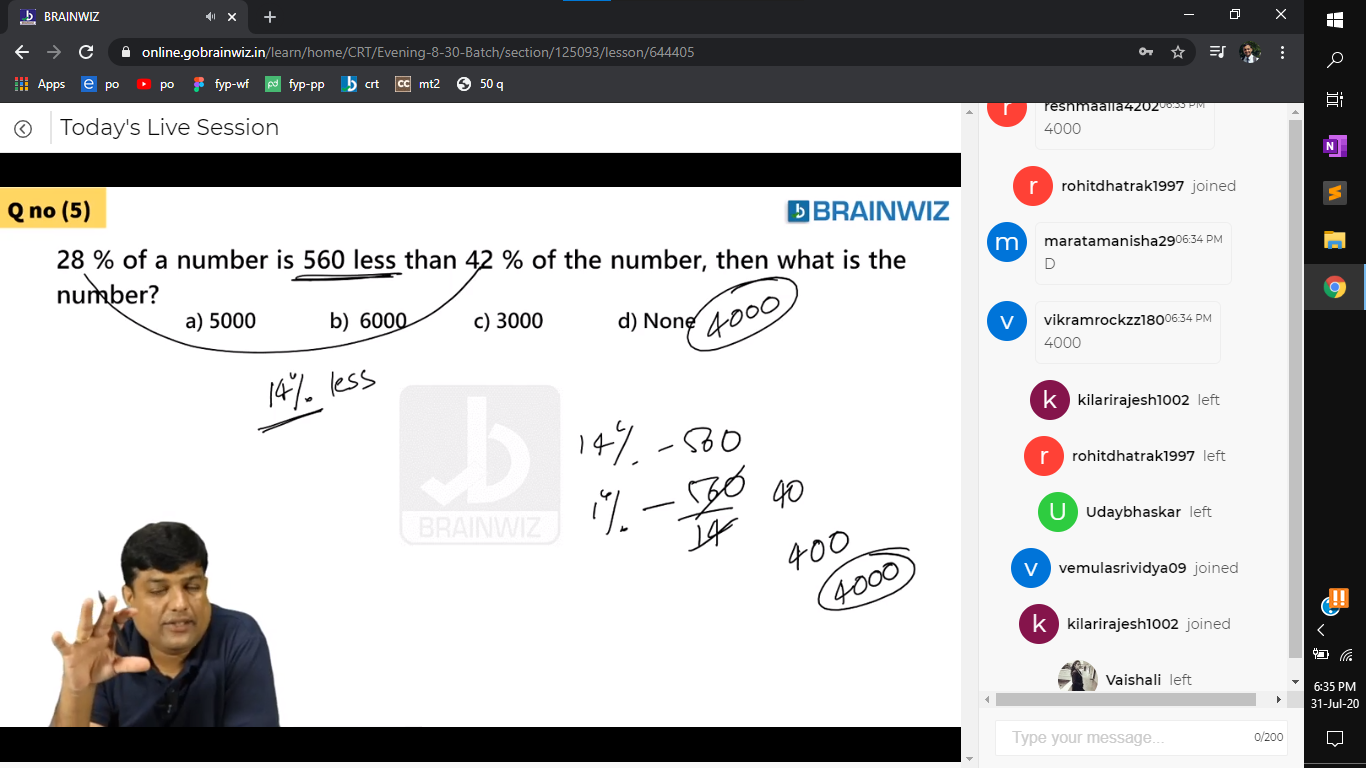 BRAINWIZ
online.gobrainwiz.in/learn/home/CRT/Evening-8-30-Batch/section/125093/lesson/644405
Apps
po
po
fyp-wf
fyp-pp
crt
CC mt2
50 q
Today's Live Session
Q no (5)
BRAINWIZ
28 % of a number is 560 less than 42 % of the number, then what is the
number?
a) 5000 b) 6000 c) 3000 d) None 4000
14% less
14% - 560
1% - 560/14 40
400
4000
BRAINWIZ
r reshmaalla4202 06:33 PM
4000
r rohitdhatrak1997 joined
m maratamanisha29 06:34 PM
D
v vikramrockzz180 06:34 PM
4000
k kilarirajesh1002 left
r rohitdhatrak1997 left
U Udaybhaskar left
v vemulasrividya09 joined
k kilarirajesh1002 joined
Vaishali left
Type your message... 0/200
6:35 PM
31-Jul-20